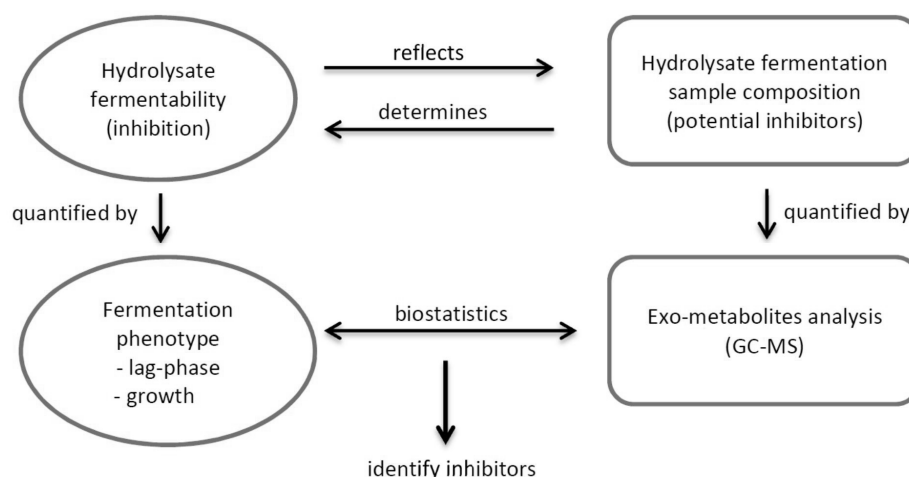 Hydrolysate
fermentability
(inhibition)
reflects
determines
Hydrolysate fermentation
sample composition
(potential inhibitors)
quantified by
quantified by
Fermentation
phenotype
- lag-phase
- growth
biostatistics
Exo-metabolites analysis
(GC-MS)
identify inhibitors